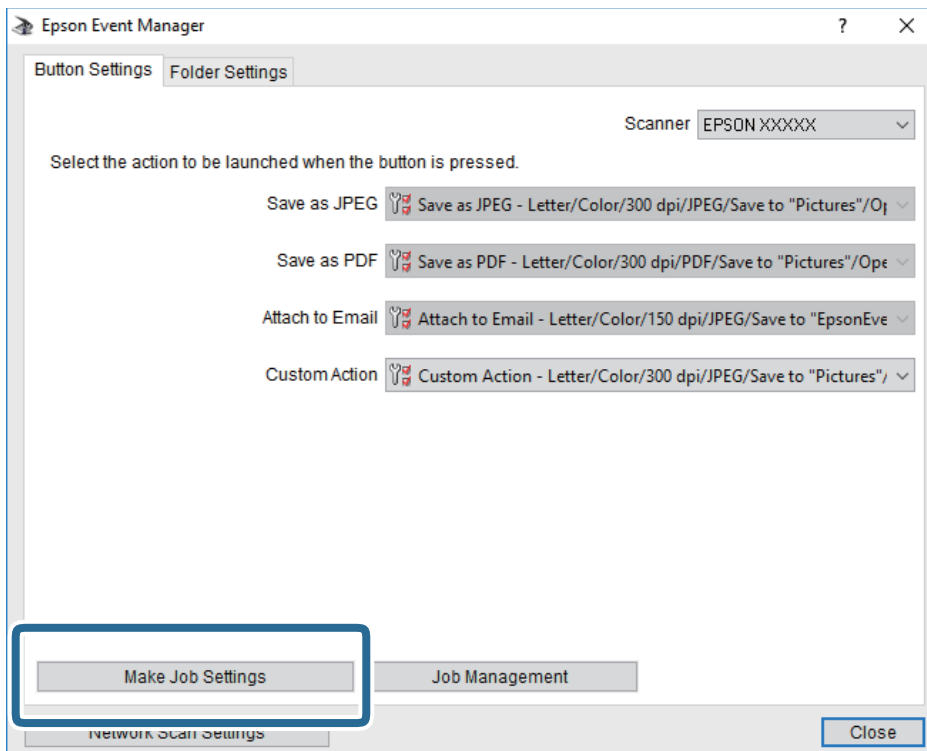 Epson Event Manager ? ×
Button Settings Folder Settings
Scanner EPSON XXXXX
Select the action to be launched when the button is pressed.
Save as JPEG Save as JPEG - Letter/Color/300 dpi/JPEG/Save to "Pictures"/Op
Save as PDF Save as PDF - Letter/Color/300 dpi/PDF/Save to "Pictures"/Ope
Attach to Email Attach to Email - Letter/Color/150 dpi/JPEG/Save to "EpsonEve
Custom Action Custom Action - Letter/Color/300 dpi/JPEG/Save to "Pictures"/
Make Job Settings Job Management
Network Scan Settings Close